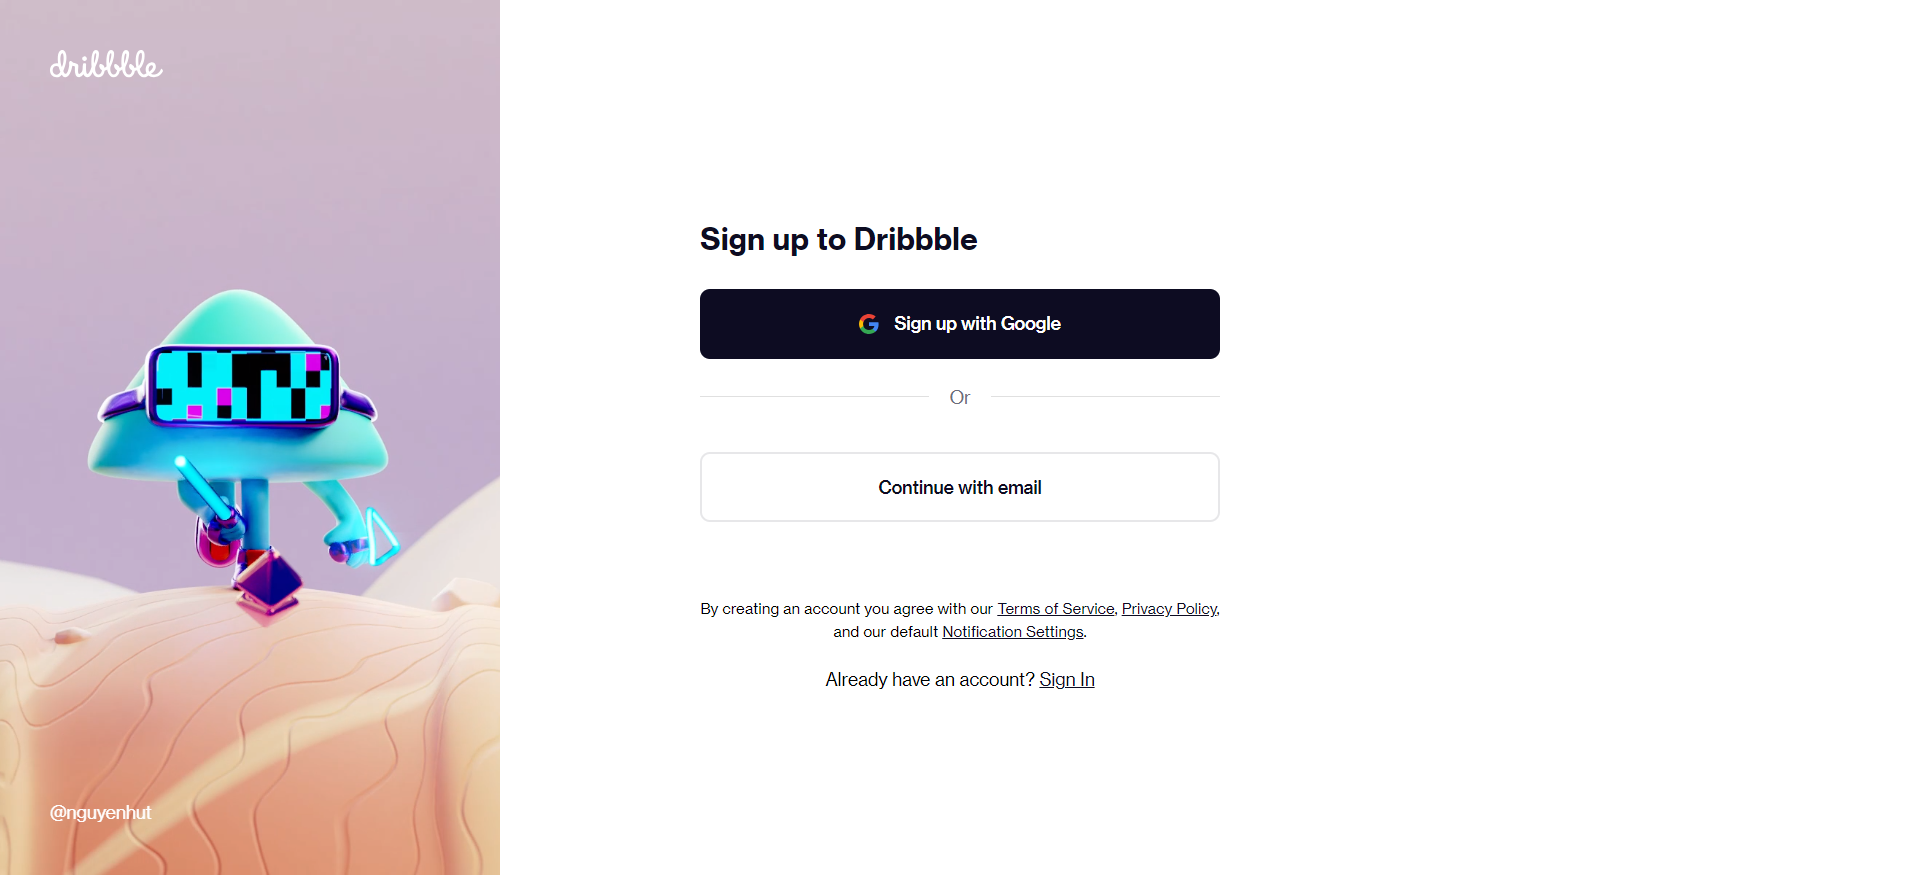 dribbble
Sign up to Dribbble
Sign up with Google
Or
Continue with email
By creating an account you agree with our Terms of Service, Privacy Policy,
and our default Notification Settings.
Already have an account? Sign In
@nguyenhut